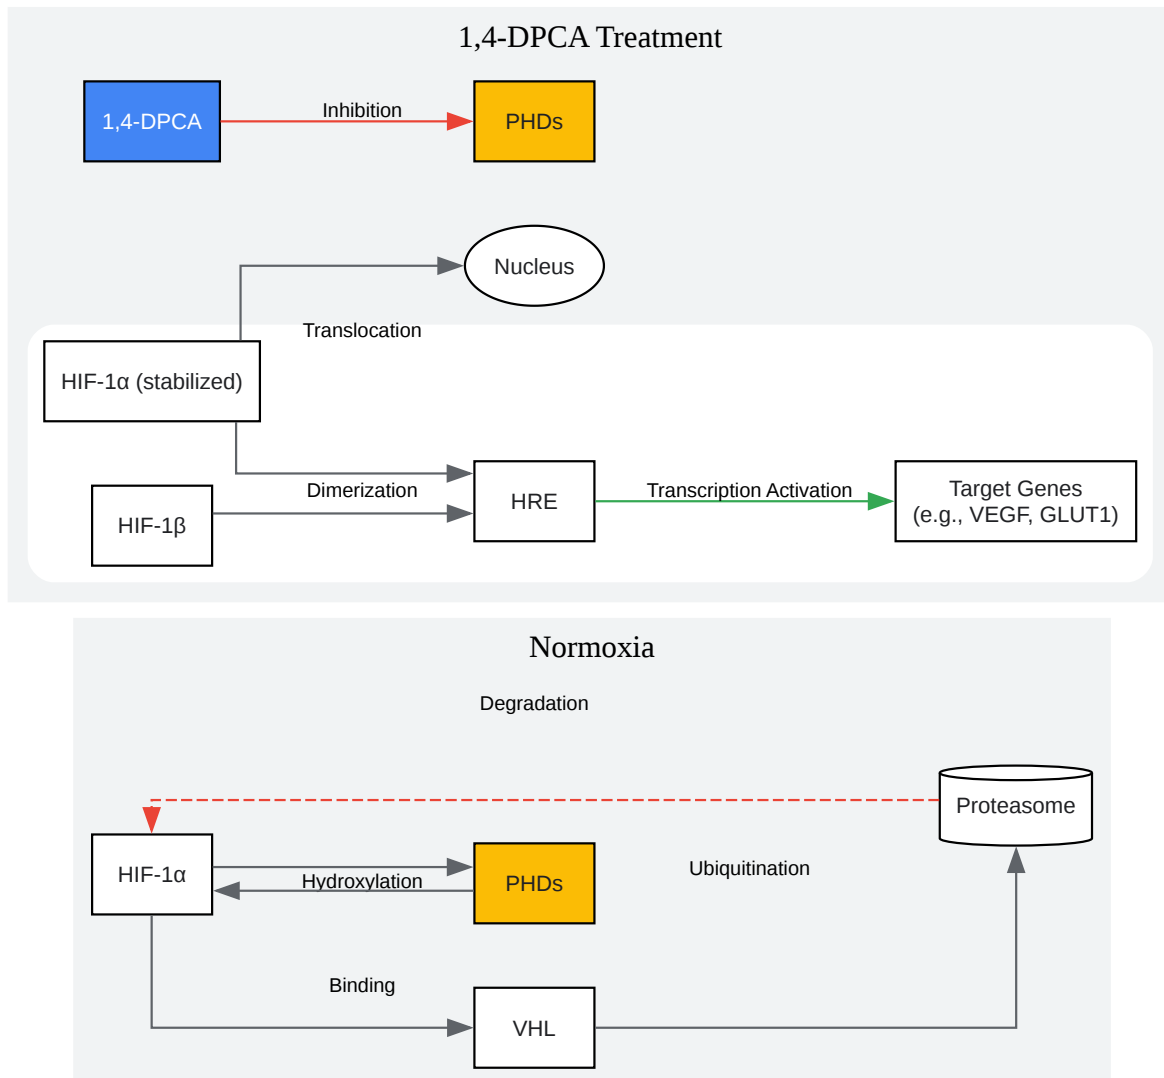 1,4-DPCA Treatment
1,4-DPCA
Inhibition
PHDs
Nucleus
Translocation
HIF-1α (stabilized)
Dimerization
HIF-1β
HRE
Transcription Activation
Target Genes
(e.g., VEGF, GLUT1)
Normoxia
Degradation
Proteasome
HIF-1α
Hydroxylation
PHDs
Ubiquitination
Binding
VHL